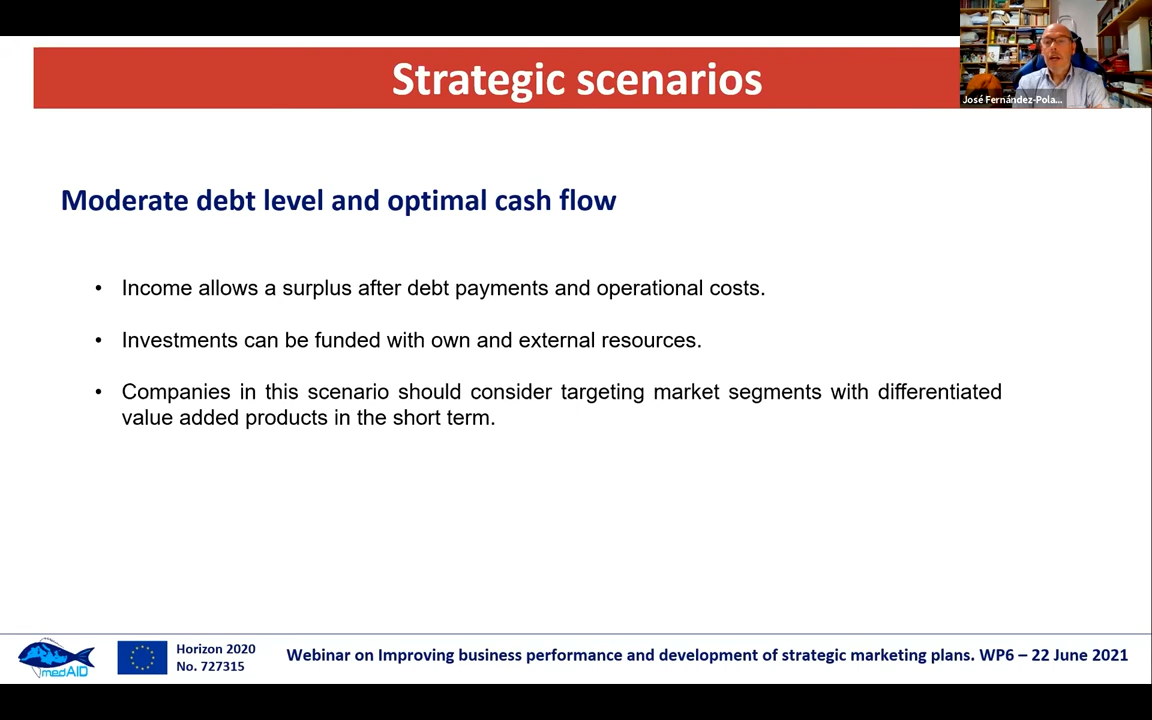 Strategic scenarios
José Fernández-Pola...
Moderate debt level and optimal cash flow
• Income allows a surplus after debt payments and operational costs.
• Investments can be funded with own and external resources.
• Companies in this scenario should consider targeting market segments with differentiated
value added products in the short term.
medAID
Horizon 2020
No. 727315
Webinar on Improving business performance and development of strategic marketing plans. WP6 – 22 June 2021